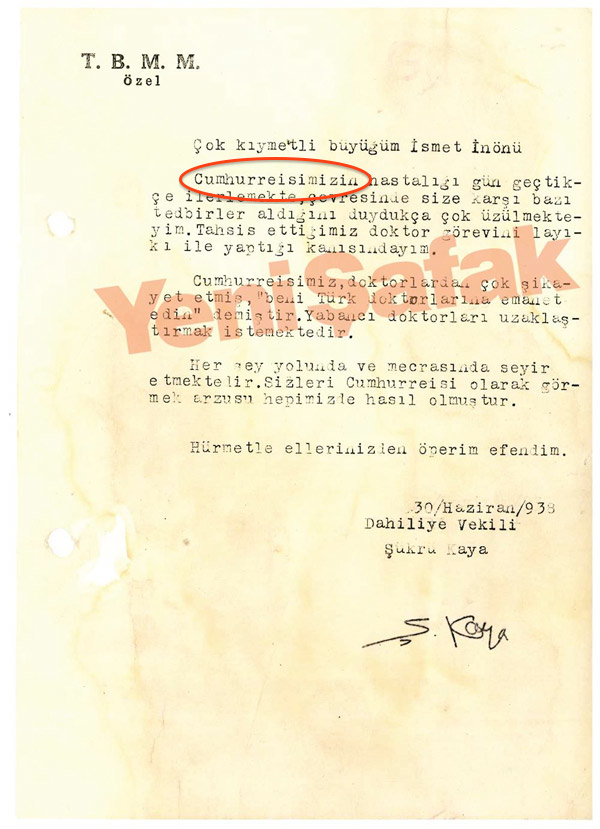 T. B. M. M.
özel
Çok kıymetli büyüğüm İsmet İnönü
Cumhurreisimizin hastalığı gün geçtik-
çe ilerlemekte,çevresinde size karşı bazı
tedbirler aldığını duydukça çok üzülmekte-
yim.Tahsis ettiğimiz doktor görevini layı-
kı ile yaptığı kanısındayım.
Cumhurreisimiz,doktorlardan çok şika-
yet etmiş,"beni Türk doktorlarına emanet
edin" demiştir.Yabancı doktorları uzaklaş-
tırmak istemektedir.
Yeni Şafak
Her şey yolunda ve mecrasında seyir
etmektedir.Sizleri Cumhurreisi olarak gör-
mek arzusu hepimizde hasıl olmuştur.
Hürmetle ellerinizden öperim efendim.
30/Haziran/938
Dahiliye Vekili
Şükru Kaya
S. Kaya